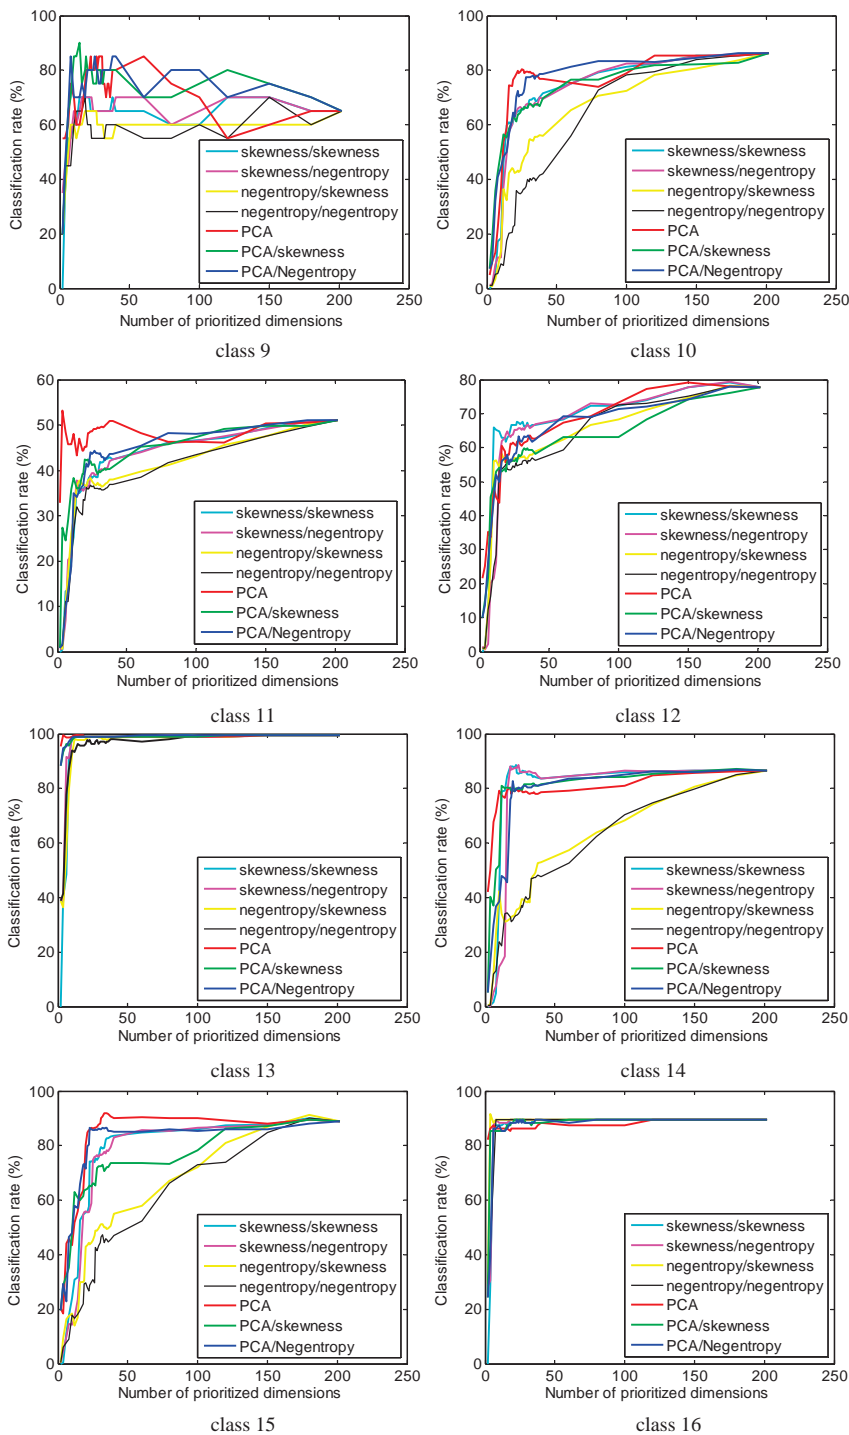 100
80
60
40
20
0
Classification rate (%)
skewness/skewness
skewness/negentropy
negentropy/skewness
negentropy/negentropy
PCA
PCA/skewness
PCA/Negentropy
0 50 100 150 200 250
Number of prioritized dimensions
class 9
100
80
60
40
20
0
Classification rate (%)
skewness/skewness
skewness/negentropy
negentropy/skewness
negentropy/negentropy
PCA
PCA/skewness
PCA/Negentropy
0 50 100 150 200 250
Number of prioritized dimensions
class 10
60
50
40
30
20
10
0
Classification rate (%)
skewness/skewness
skewness/negentropy
negentropy/skewness
negentropy/negentropy
PCA
PCA/skewness
PCA/Negentropy
0 50 100 150 200 250
Number of prioritized dimensions
class 11
80
70
60
50
40
30
20
10
0
Classification rate (%)
skewness/skewness
skewness/negentropy
negentropy/skewness
negentropy/negentropy
PCA
PCA/skewness
PCA/Negentropy
0 50 100 150 200 250
Number of prioritized dimensions
class 12
100
80
60
40
20
0
Classification rate (%)
skewness/skewness
skewness/negentropy
negentropy/skewness
negentropy/negentropy
PCA
PCA/skewness
PCA/Negentropy
0 50 100 150 200 250
Number of prioritized dimensions
class 13
100
80
60
40
20
0
Classification rate (%)
skewness/skewness
skewness/negentropy
negentropy/skewness
negentropy/negentropy
PCA
PCA/skewness
PCA/Negentropy
0 50 100 150 200 250
Number of prioritized dimensions
class 14
100
80
60
40
20
0
Classification rate (%)
skewness/skewness
skewness/negentropy
negentropy/skewness
negentropy/negentropy
PCA
PCA/skewness
PCA/Negentropy
0 50 100 150 200 250
Number of prioritized dimensions
class 15
100
80
60
40
20
0
Classification rate (%)
skewness/skewness
skewness/negentropy
negentropy/skewness
negentropy/negentropy
PCA
PCA/skewness
PCA/Negentropy
0 50 100 150 200 250
Number of prioritized dimensions
class 16